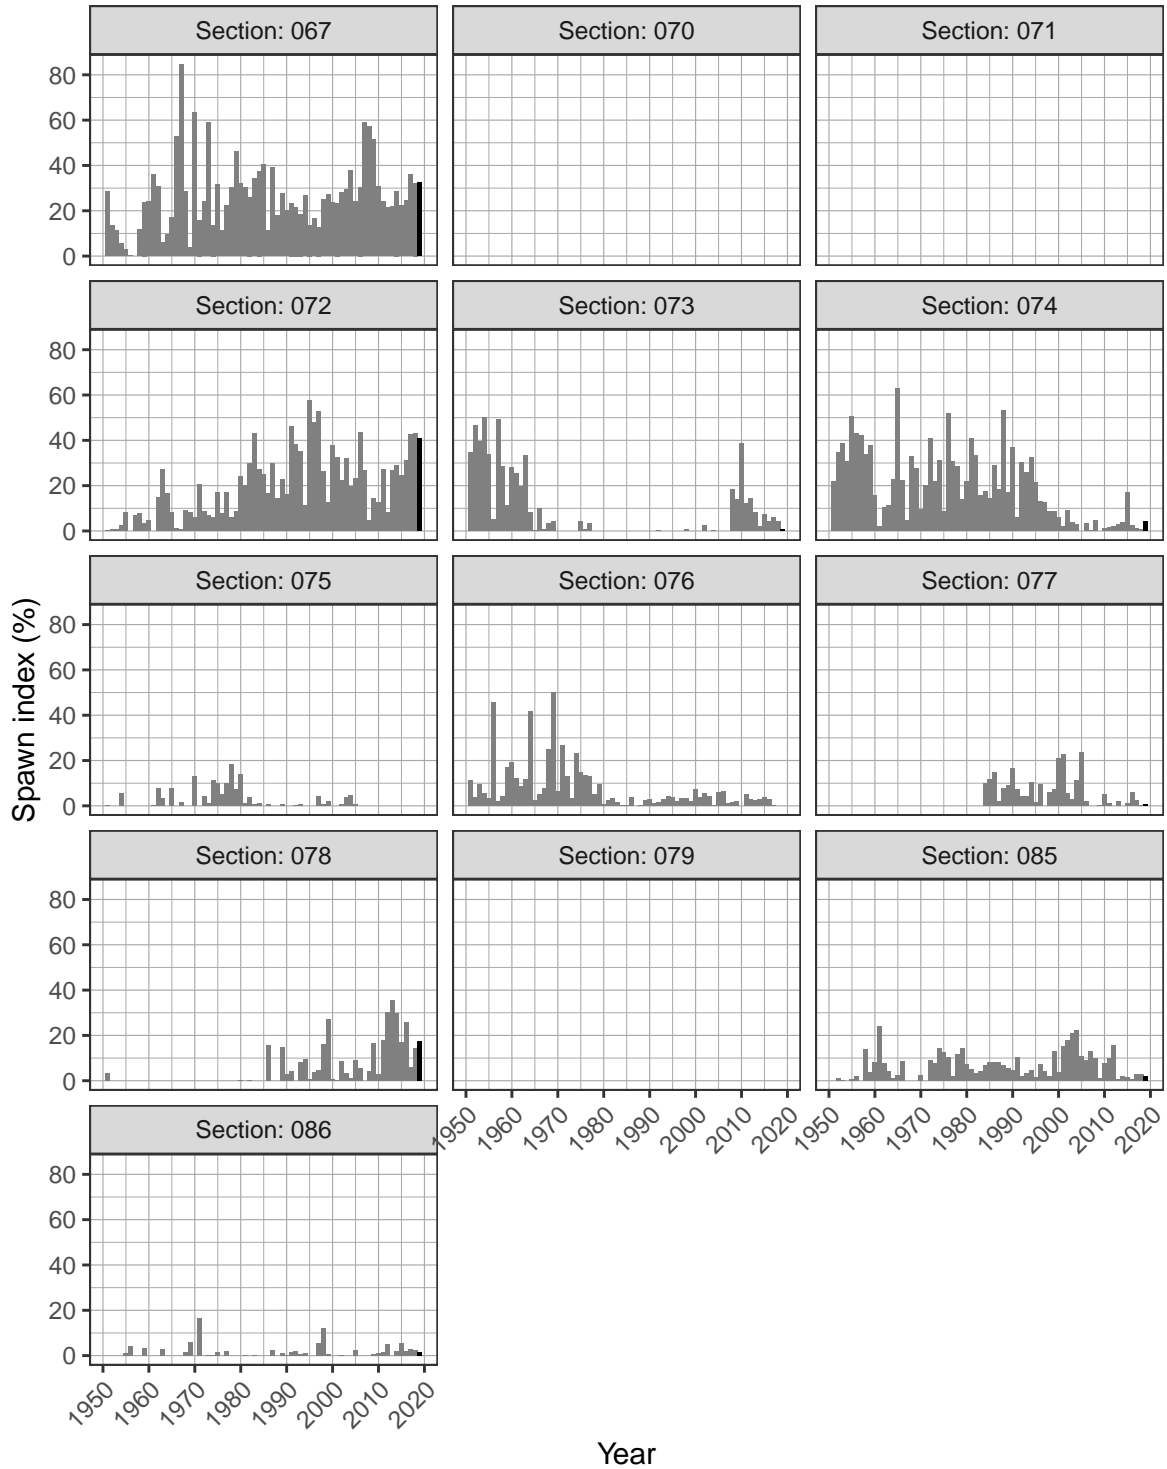 Section: 067
Section: 070
Section: 071
80
60
40
20
0
Section: 072
Section: 073
Section: 074
80
60
40
20
0
Section: 075
Section: 076
Section: 077
80
60
40
20
0
Spawn index (%)
Section: 078
Section: 079
Section: 085
80
60
40
20
0
1950 1960 1970 1980 1990 2000 2010 2020
1950 1960 1970 1980 1990 2000 2010 2020
Section: 086
80
60
40
20
0
1950 1960 1970 1980 1990 2000 2010 2020
Year